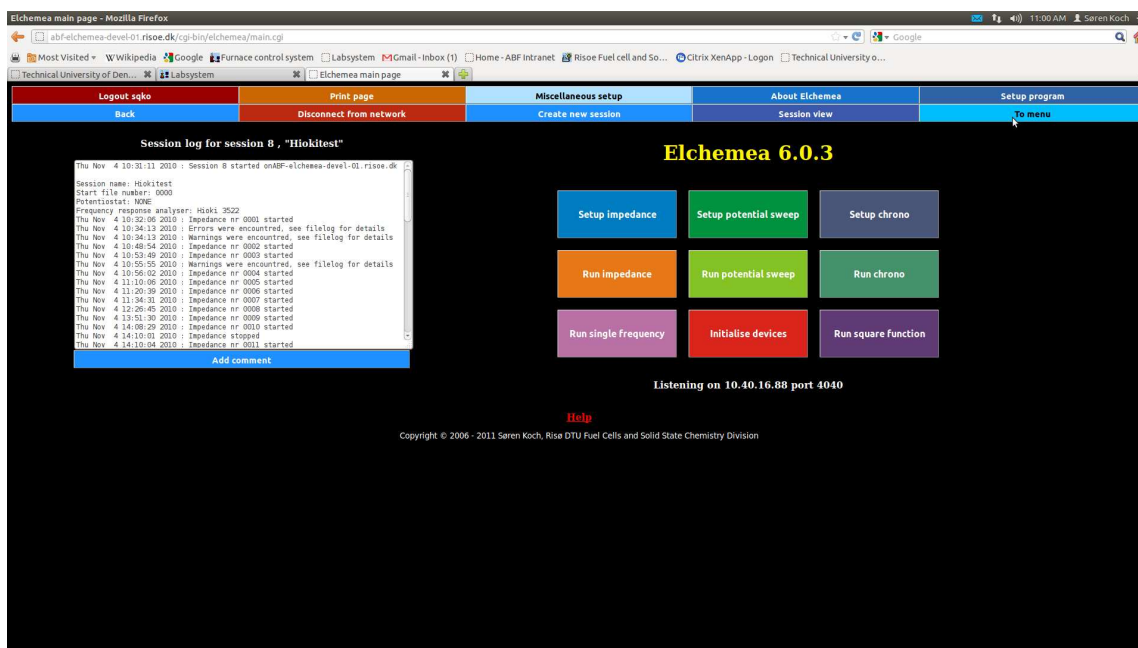 Elchemea main page - Mozilla Firefox
11:00 AM Søren Koch
abf-elchemea-devel-01.risoe.dk/cgi-bin/elchemea/main.cgi
Google
Most Visited Wikipedia Google Furnace control system Labsystem Gmail - Inbox (1) Home - ABF Intranet Risoe Fuel cell and So... Citrix XenApp - Logon Technical University o...
Technical University of Den... Labsystem Elchemea main page
Logout sqko Print page Miscellaneous setup About Elchemea Setup program
Back Disconnect from network Create new session Session view To menu
Session log for session 8 , "Hiokitest"
Thu Nov 4 10:31:11 2010 : Session 8 started onABF-elchemea-devel-01.risoe.dk
Session name: Hiokitest
Start file number: 0000
Potentiostat: NONE
Frequency response analyser: Hioki 3522
Thu Nov 4 10:32:06 2010 : Impedance nr 0001 started
Thu Nov 4 10:34:13 2010 : Errors were encountred, see filelog for details
Thu Nov 4 10:34:13 2010 : Warnings were encountred, see filelog for details
Thu Nov 4 10:48:54 2010 : Impedance nr 0002 started
Thu Nov 4 10:53:49 2010 : Impedance nr 0003 started
Thu Nov 4 10:55:55 2010 : Warnings were encountred, see filelog for details
Thu Nov 4 10:56:02 2010 : Impedance nr 0004 started
Thu Nov 4 11:10:06 2010 : Impedance nr 0005 started
Thu Nov 4 11:20:39 2010 : Impedance nr 0006 started
Thu Nov 4 11:34:31 2010 : Impedance nr 0007 started
Thu Nov 4 12:26:45 2010 : Impedance nr 0008 started
Thu Nov 4 13:51:30 2010 : Impedance nr 0009 started
Thu Nov 4 14:08:29 2010 : Impedance nr 0010 started
Thu Nov 4 14:10:01 2010 : Impedance stopped
Thu Nov 4 14:10:04 2010 : Impedance nr 0011 started
Add comment
Elchemea 6.0.3
Setup impedance Setup potential sweep Setup chrono
Run impedance Run potential sweep Run chrono
Run single frequency Initialise devices Run square function
Listening on 10.40.16.88 port 4040
Help
Copyright © 2006 - 2011 Søren Koch, Risø DTU Fuel Cells and Solid State Chemistry Division